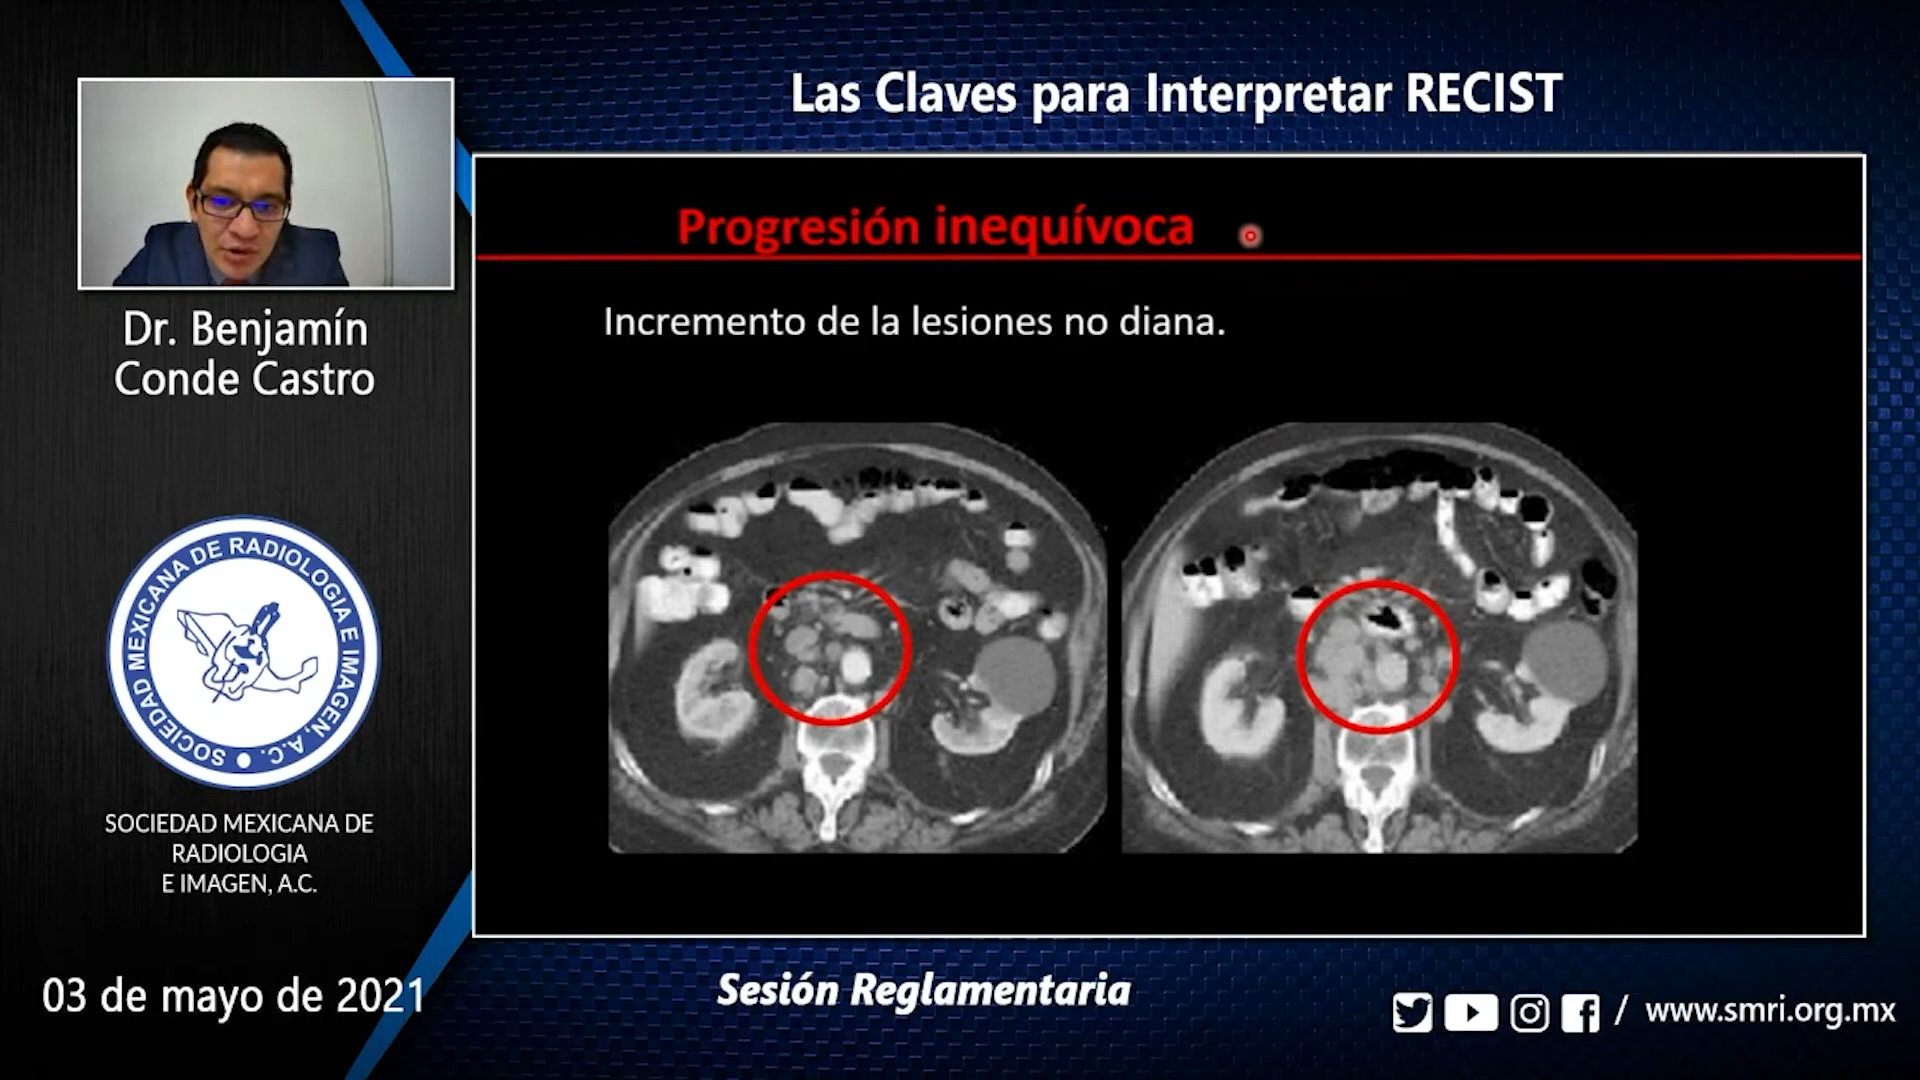 Las Claves para Interpretar RECIST
Progresión inequívoca
Incremento de la lesiones no diana.
Dr. Benjamín
Conde Castro
SOCIEDAD MEXICANA DE RADIOLOGIA E IMAGEN, A.C.
SOCIEDAD MEXICANA DE
RADIOLOGIA
E IMAGEN, A.C.
03 de mayo de 2021
Sesión Reglamentaria
/ www.smri.org.mx